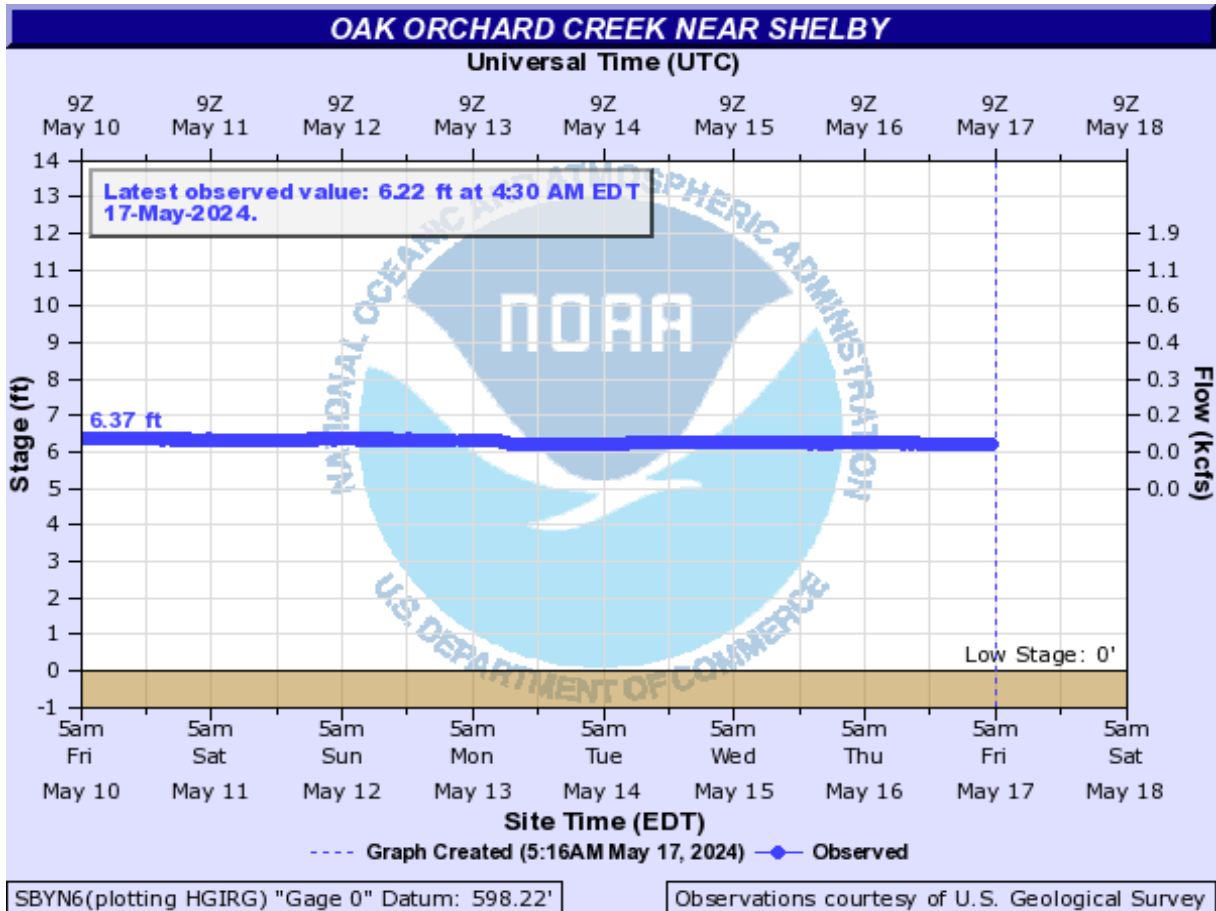 OAK ORCHARD CREEK NEAR SHELBY
Universal Time (UTC)
9Z 9Z 9Z 9Z 9Z 9Z 9Z 9Z 9Z
May 10 May 11 May 12 May 13 May 14 May 15 May 16 May 17 May 18
Latest observed value: 6.22 ft at 4:30 AM EDT
17-May-2024.
14
13
12 1.9
11 1.1
10 0.6
9 0.4
8 0.3
7 0.2
6 0.0
5 0.0
4
3
2
1
0
-1
Stage (ft)
Flow (kcfs)
6.37 ft
NATIONAL OCEANIC AND ATMOSPHERIC ADMINISTRATION
NOAA
U.S. DEPARTMENT OF COMMERCE
Low Stage: 0'
5am 5am 5am 5am 5am 5am 5am 5am 5am
Fri Sat Sun Mon Tue Wed Thu Fri Sat
May 10 May 11 May 12 May 13 May 14 May 15 May 16 May 17 May 18
Site Time (EDT)
Graph Created (5:16AM May 17, 2024) Observed
SBYN6(plotting HGIRG) "Gage 0" Datum: 598.22'
Observations courtesy of U.S. Geological Survey